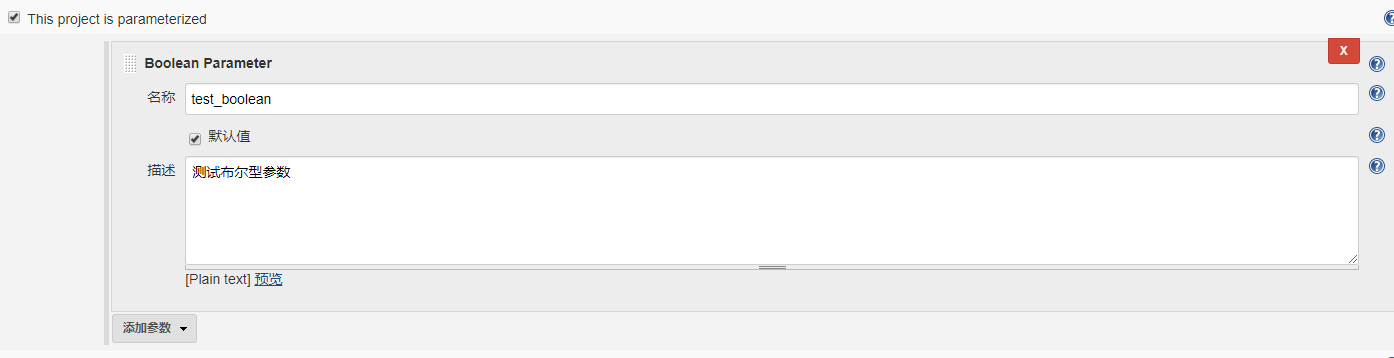 This project is parameterized
X
Boolean Parameter
名称 test_boolean
默认值
描述 测试布尔型参数
[Plain text] 预览
添加参数